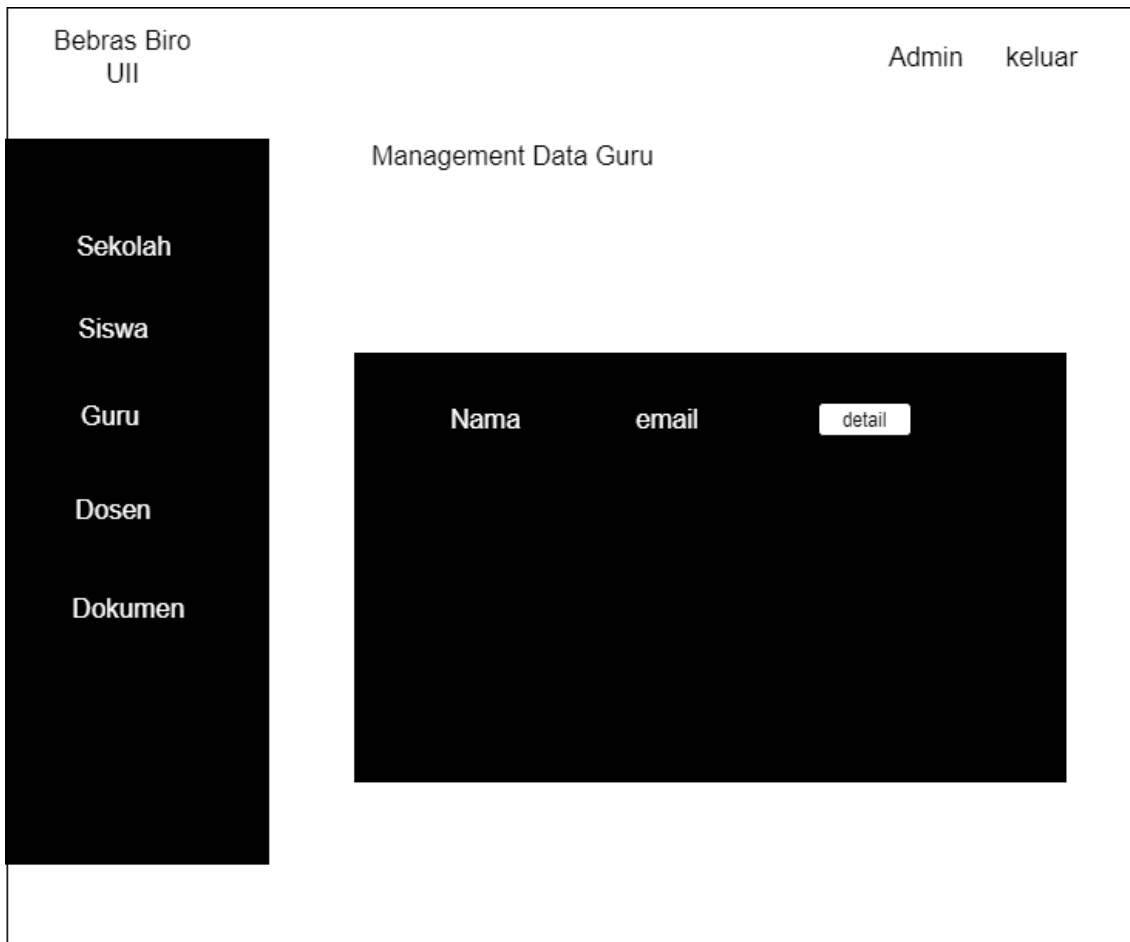 Bebras Biro
UII
Admin keluar
Management Data Guru
Sekolah
Siswa
Guru
Dosen
Dokumen
Nama email detail